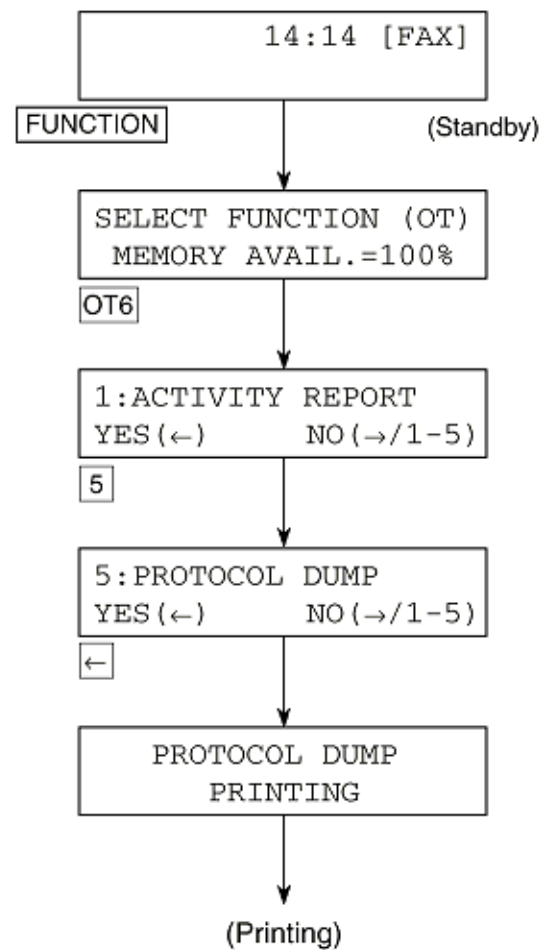 14:14 [FAX]
FUNCTION
(Standby)
SELECT FUNCTION (OT)
MEMORY AVAIL.=100%
OT6
1:ACTIVITY REPORT
YES(←) NO(→/1-5)
5
5:PROTOCOL DUMP
YES(←) NO(→/1-5)
←
PROTOCOL DUMP
PRINTING
(Printing)